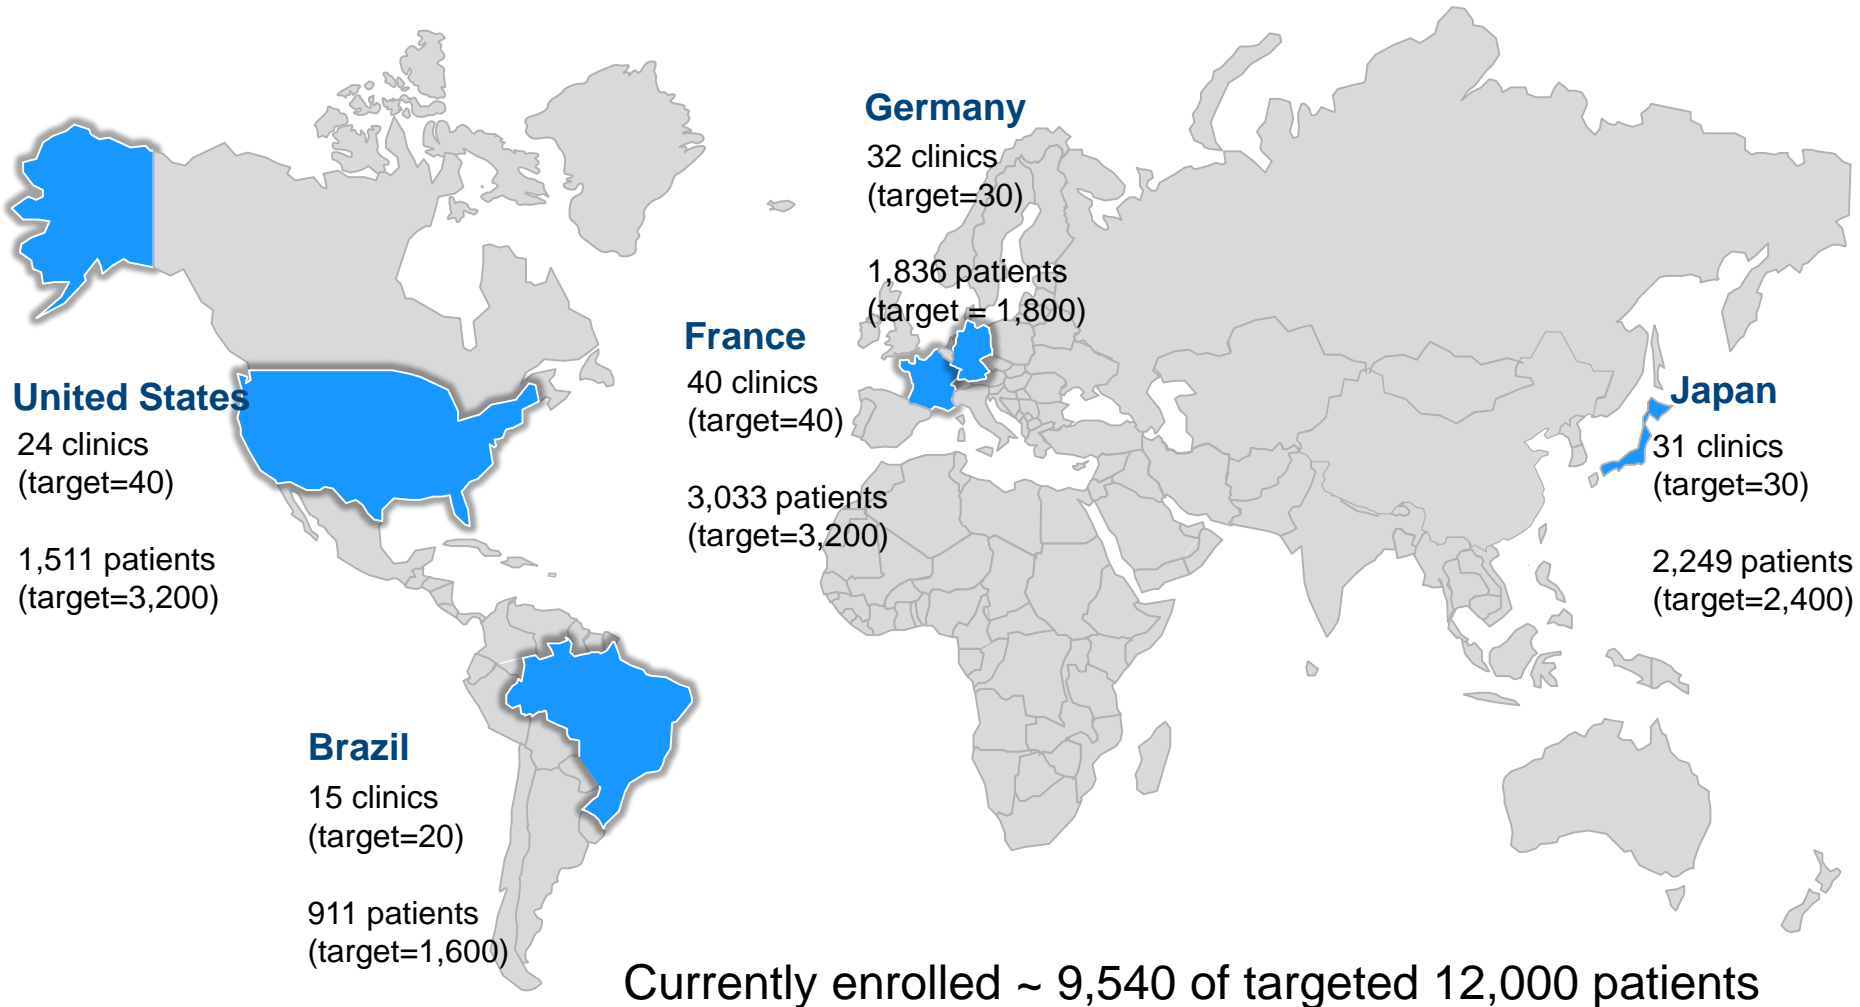 Germany
32 clinics
(target=30)
1,836 patients
(target = 1,800)
France
40 clinics
(target=40)
3,033 patients
(target=3,200)
United States
24 clinics
(target=40)
1,511 patients
(target=3,200)
Japan
31 clinics
(target=30)
2,249 patients
(target=2,400)
Brazil
15 clinics
(target=20)
911 patients
(target=1,600)
Currently enrolled ~ 9,540 of targeted 12,000 patients